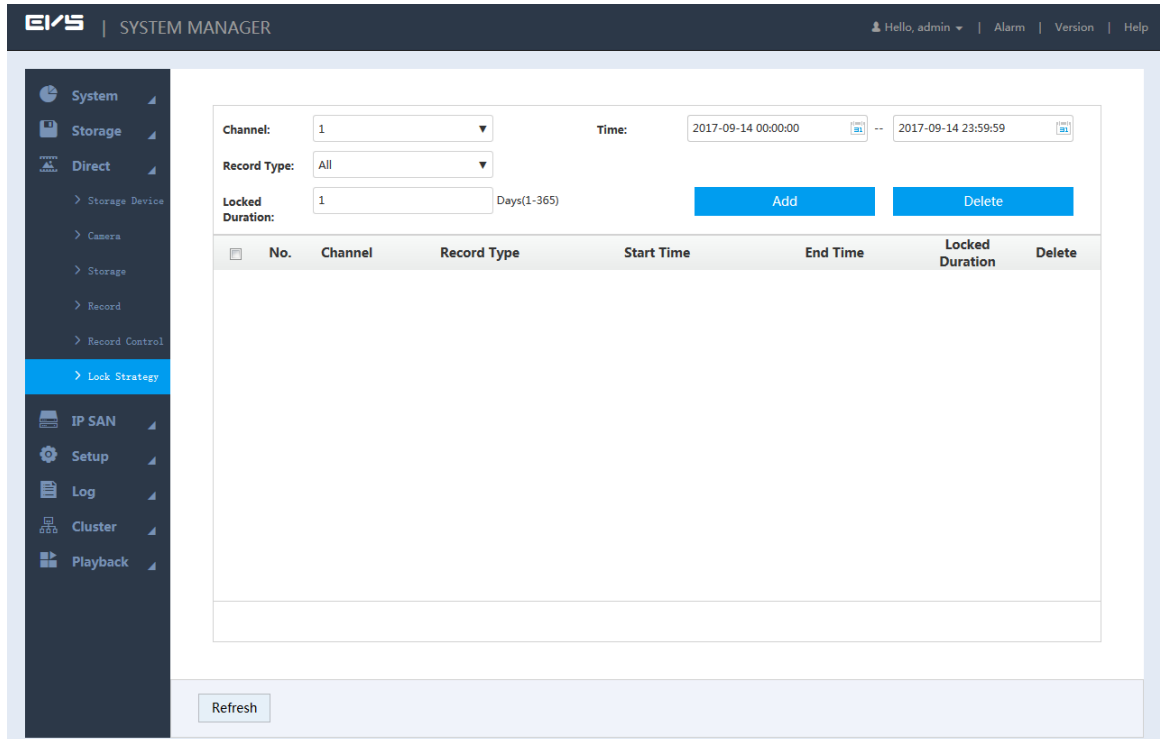 EVS | SYSTEM MANAGER
Hello, admin | Alarm | Version | Help
System
Storage
Direct
> Storage Device
> Camera
> Storage
> Record
> Record Control
> Lock Strategy
IP SAN
Setup
Log
Cluster
Playback
Channel: 1 Time: 2017-09-14 00:00:00 -- 2017-09-14 23:59:59
Record Type: All
Locked Duration: 1 Days(1-365) Add Delete
No. Channel Record Type Start Time End Time Locked Duration Delete
Refresh